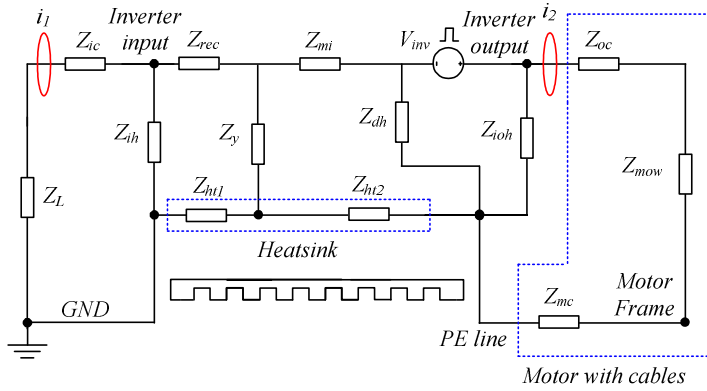 i1
Zic
Inverter
input
Zrec
Zmi
Vinv
Inverter
output
i2
Zoc
Zih
Zy
Zdh
Zioh
Zmow
ZL
Zht1
Zht2
Heatsink
GND
PE line
Zmc
Motor
Frame
Motor with cables